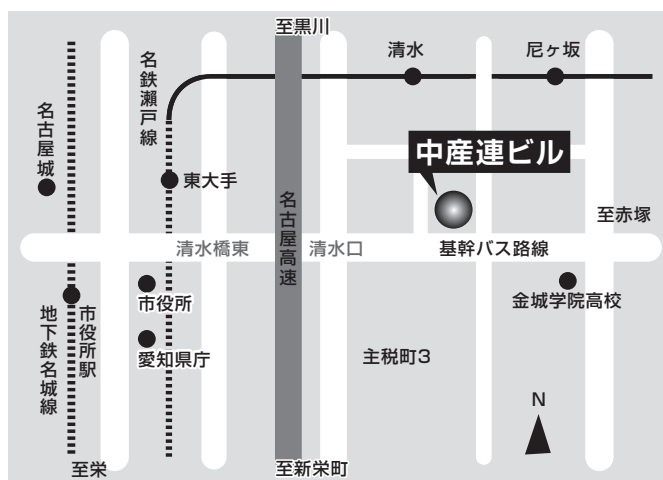 至黒川
清水
尼ヶ坂
名鉄瀬戸線
名古屋城
中産連ビル
東大手
名古屋高速
至赤塚
清水橋東
清水口
基幹バス路線
市役所
金城学院高校
市役所駅
地下鉄名城線
愛知県庁
主税町3
N
至栄
至新栄町